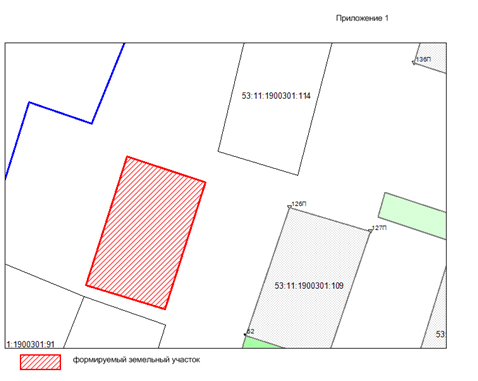 Приложение 1
136П
53:11:1900301:114
126П
127П
53:11:1900301:109
52
53:
1:1900301:91
формируемый земельный участок